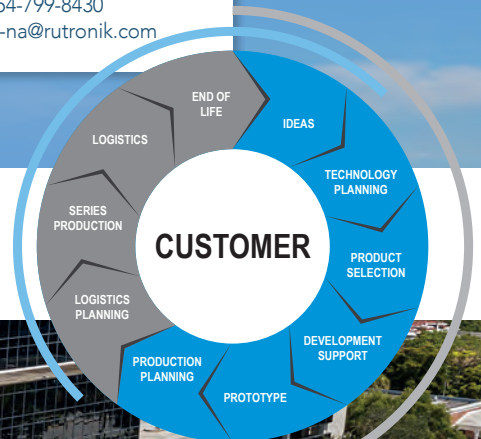 54-799-8430
-na@rutronik.com
END OF
LIFE
IDEAS
LOGISTICS
TECHNOLOGY
PLANNING
SERIES
PRODUCTION
CUSTOMER
PRODUCT
SELECTION
LOGISTICS
PLANNING
DEVELOPMENT
SUPPORT
PRODUCTION
PLANNING
PROTOTYPE